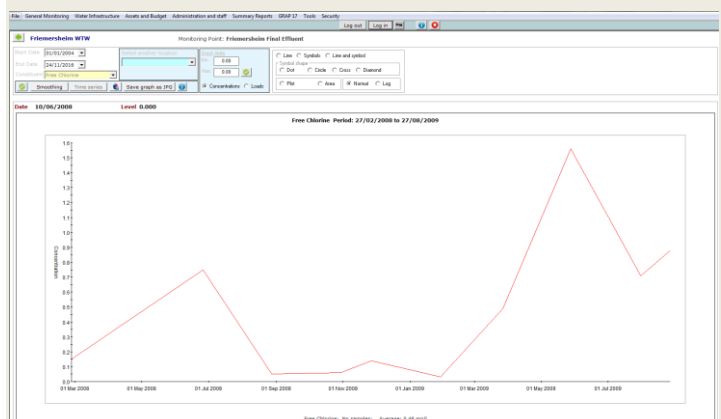 File General Monitoring Water Infrastructure Assets and Budget Administration and staff Summary Reports GRAP 17 Tools Security
Log out Log in
Friemersheim WTW Monitoring Point: Friemersheim Final Effluent
Start Date 01/01/2004
End Date 24/11/2016
Constituent Free Chlorine
Select another location
0.00
0.00
Line Symbols Line and symbol
Symbol shape
Dot Circle Cross Diamond
Plot Area Normal Log
Smoothing Time series Save graph as JPG Concentrations Loads
Date 10/06/2008 Level 0.000
Free Chlorine Period: 27/02/2008 to 27/08/2009
1.6
1.5
1.4
1.3
1.2
1.1
1.0
0.9
0.8
0.7
0.6
0.5
0.4
0.3
0.2
0.1
0.0
Concentration
01 Mar 2008 01 May 2008 01 Jul 2008 01 Sep 2008 01 Nov 2008 01 Jan 2009 01 Mar 2009 01 May 2009 01 Jul 2009